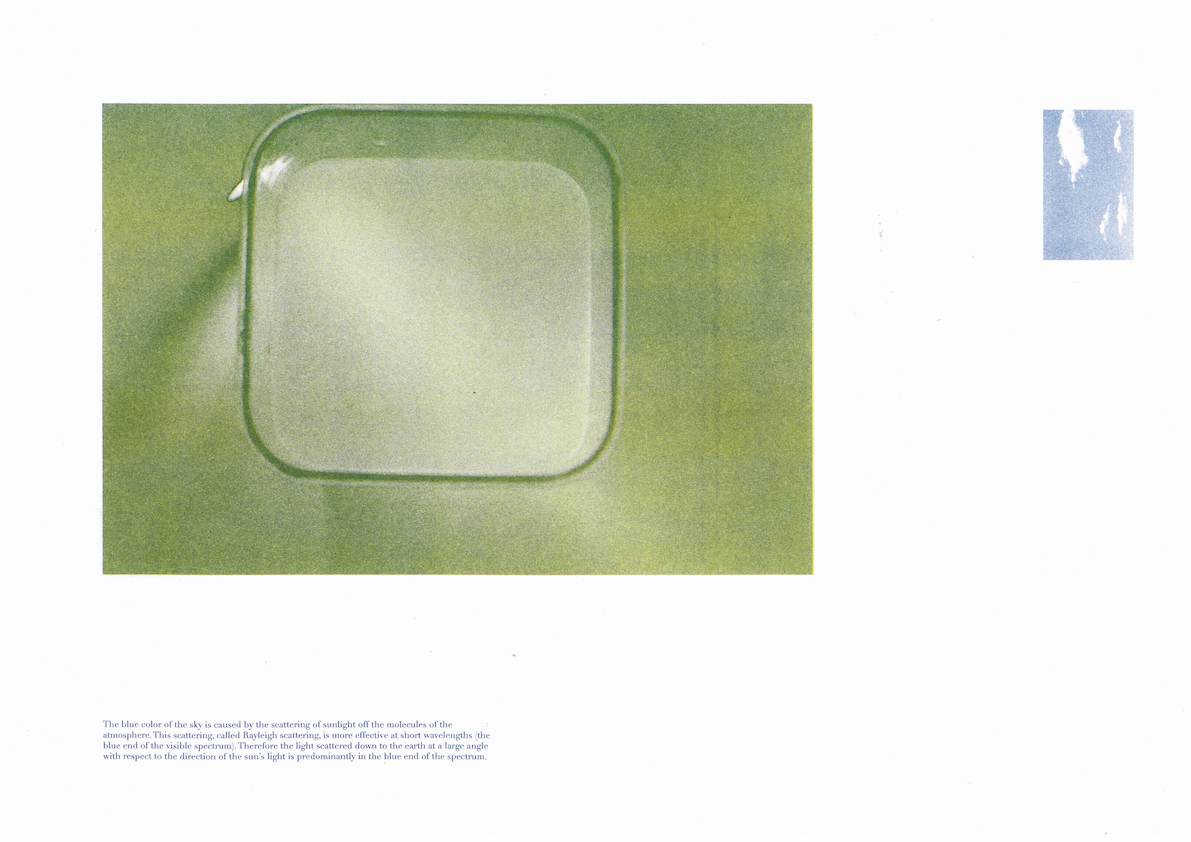 The blue color of the sky is caused by the scattering of sunlight off the molecules of the
atmosphere. This scattering, called Rayleigh scattering, is more effective at short wavelengths (the
blue end of the visible spectrum). Therefore the light scattered down to the earth at a large angle
with respect to the direction of the sun's light is predominantly in the blue end of the spectrum.